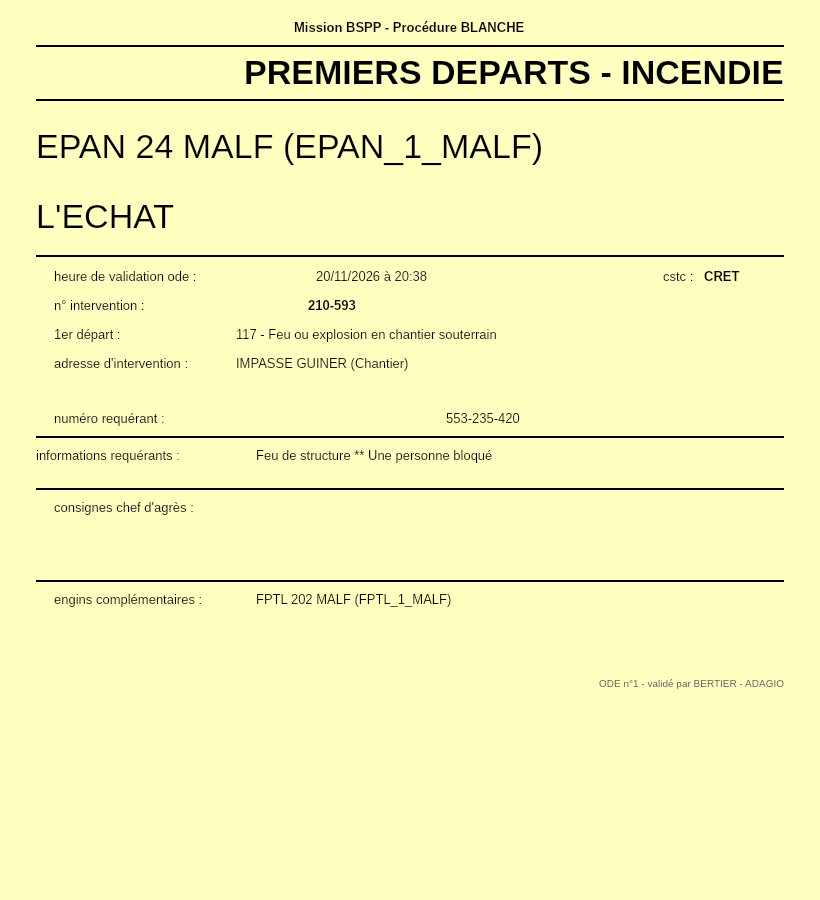 Mission BSPP - Procédure BLANCHE
PREMIERS DEPARTS - INCENDIE
EPAN 24 MALF (EPAN_1_MALF)
L'ECHAT
heure de validation ode : 20/11/2026 à 20:38 cstc : CRET
n° intervention : 210-593
1er départ : 117 - Feu ou explosion en chantier souterrain
adresse d'intervention : IMPASSE GUINER (Chantier)
numéro requérant : 553-235-420
informations requérants : Feu de structure ** Une personne bloqué
consignes chef d'agrès :
engins complémentaires : FPTL 202 MALF (FPTL_1_MALF)
ODE n°1 - validé par BERTIER - ADAGIO